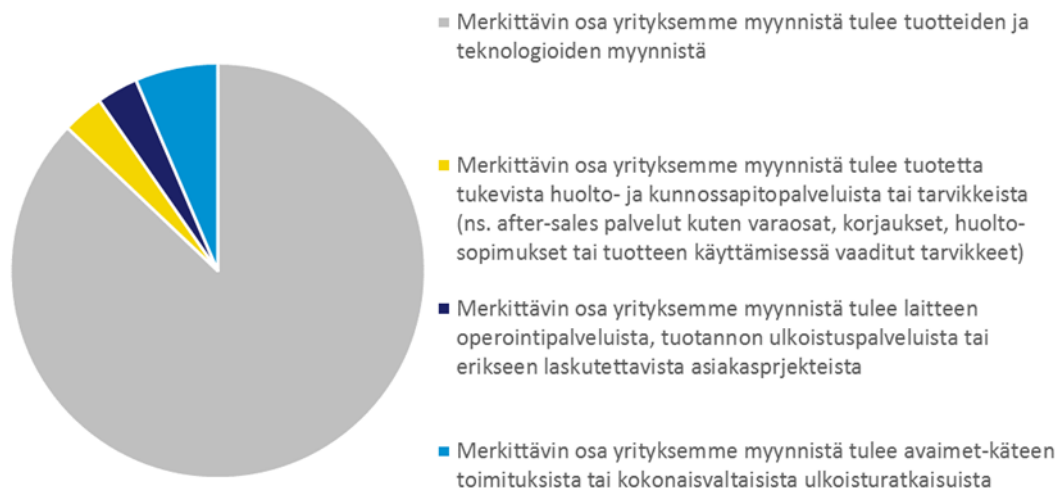 Merkittävin osa yrityksemme myynnistä tulee tuotteiden ja
teknologioiden myynnistä
Merkittävin osa yrityksemme myynnistä tulee tuotetta
tukevista huolto- ja kunnossapitopalveluista tai tarvikkeista
(ns. after-sales palvelut kuten varaosat, korjaukset, huolto-
sopimukset tai tuotteen käyttämisessä vaaditut tarvikkeet)
Merkittävin osa yrityksemme myynnistä tulee laitteen
operointipalveluista, tuotannon ulkoistuspalveluista tai
erikseen laskutettavista asiakasprjekteista
Merkittävin osa yrityksemme myynnistä tulee avaimet-käteen
toimituksista tai kokonaisvaltaisista ulkoisturatkaisuista